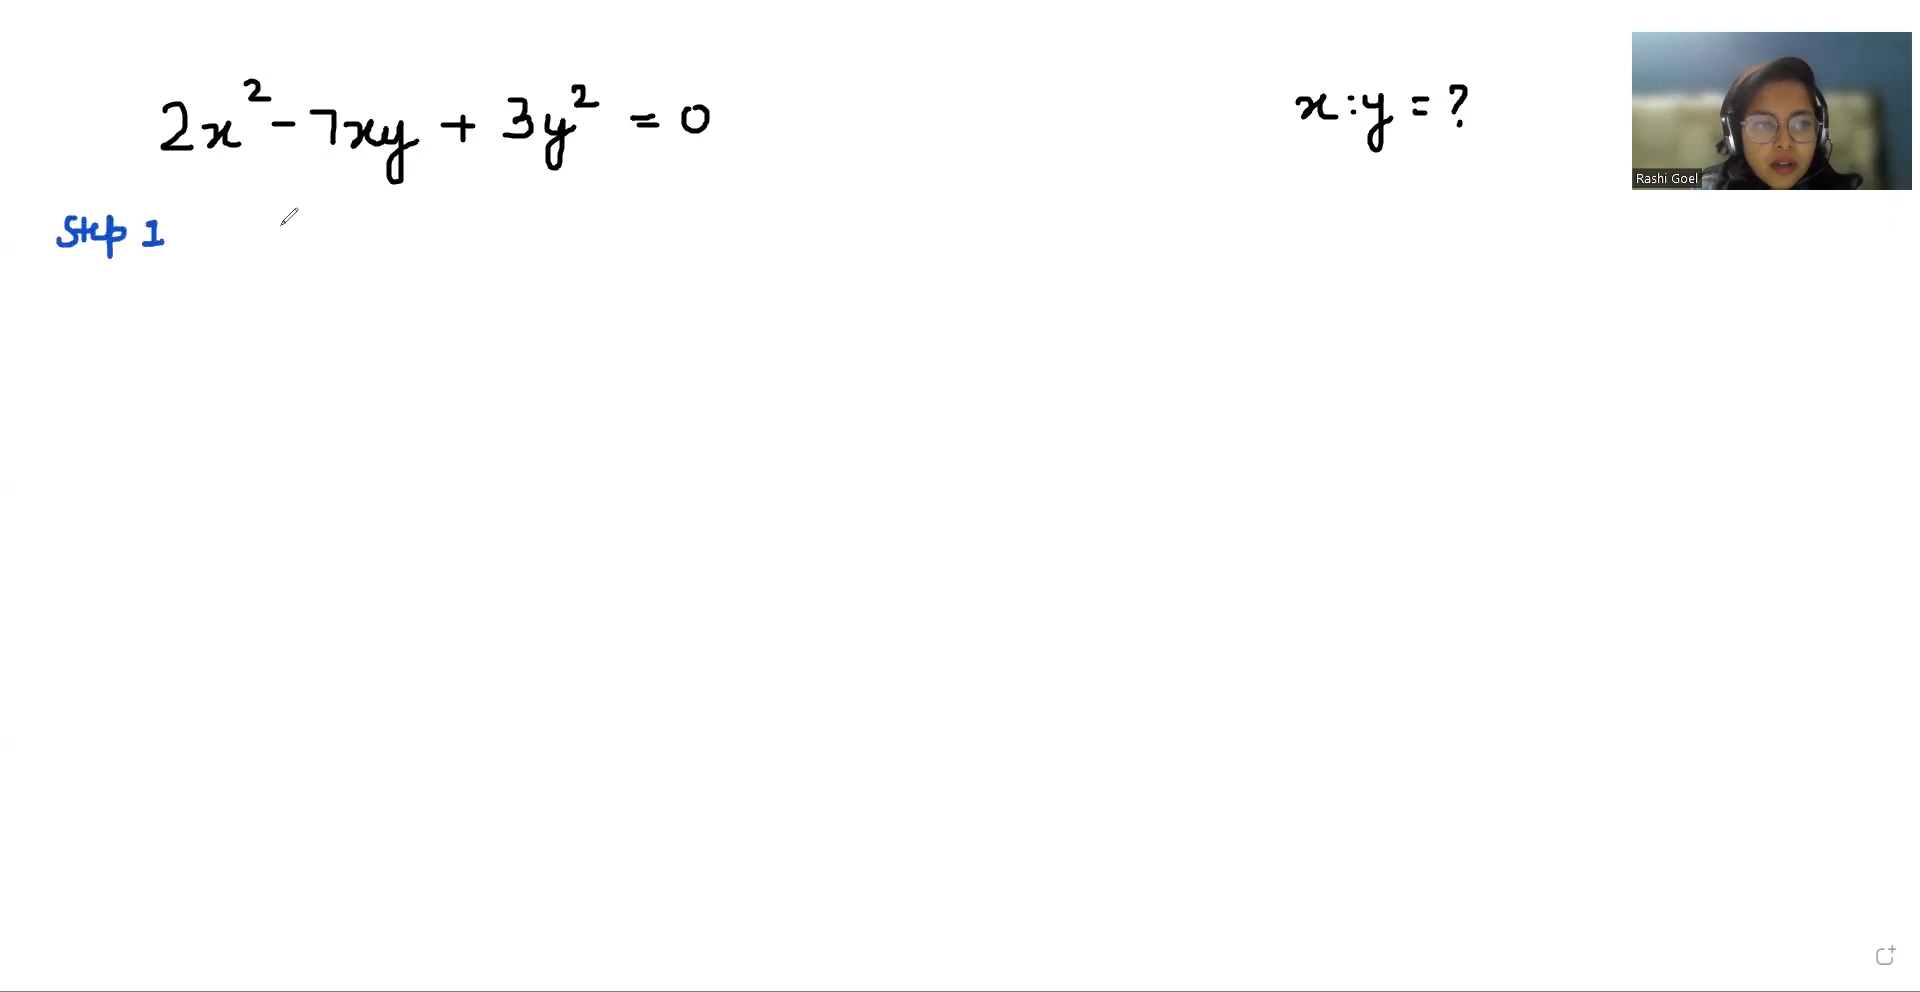 2x² - 7xy + 3y² = 0
x : y = ?
Rashi Goel
Step 1